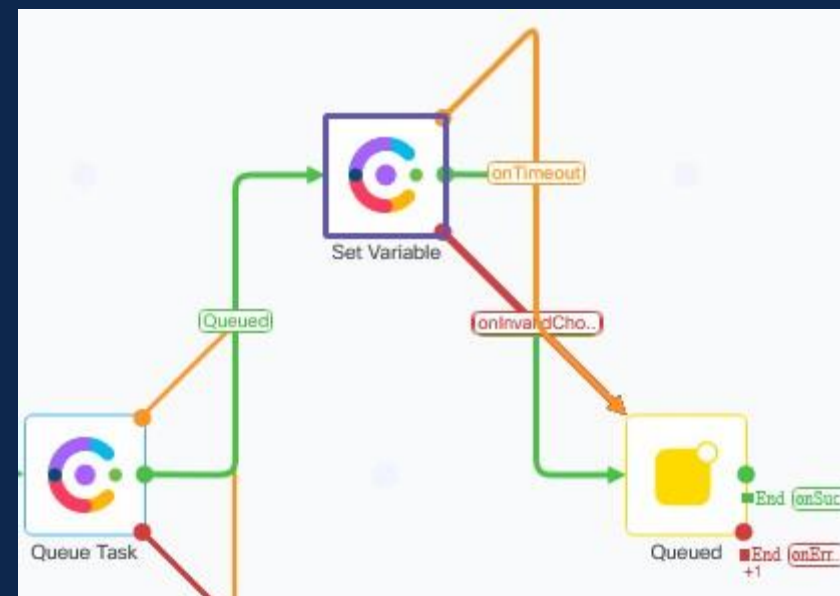 onTimeout
Set Variable
Queued
onInvalidCho..
Queue Task
Queued
End onSuc
End onErr..
+1